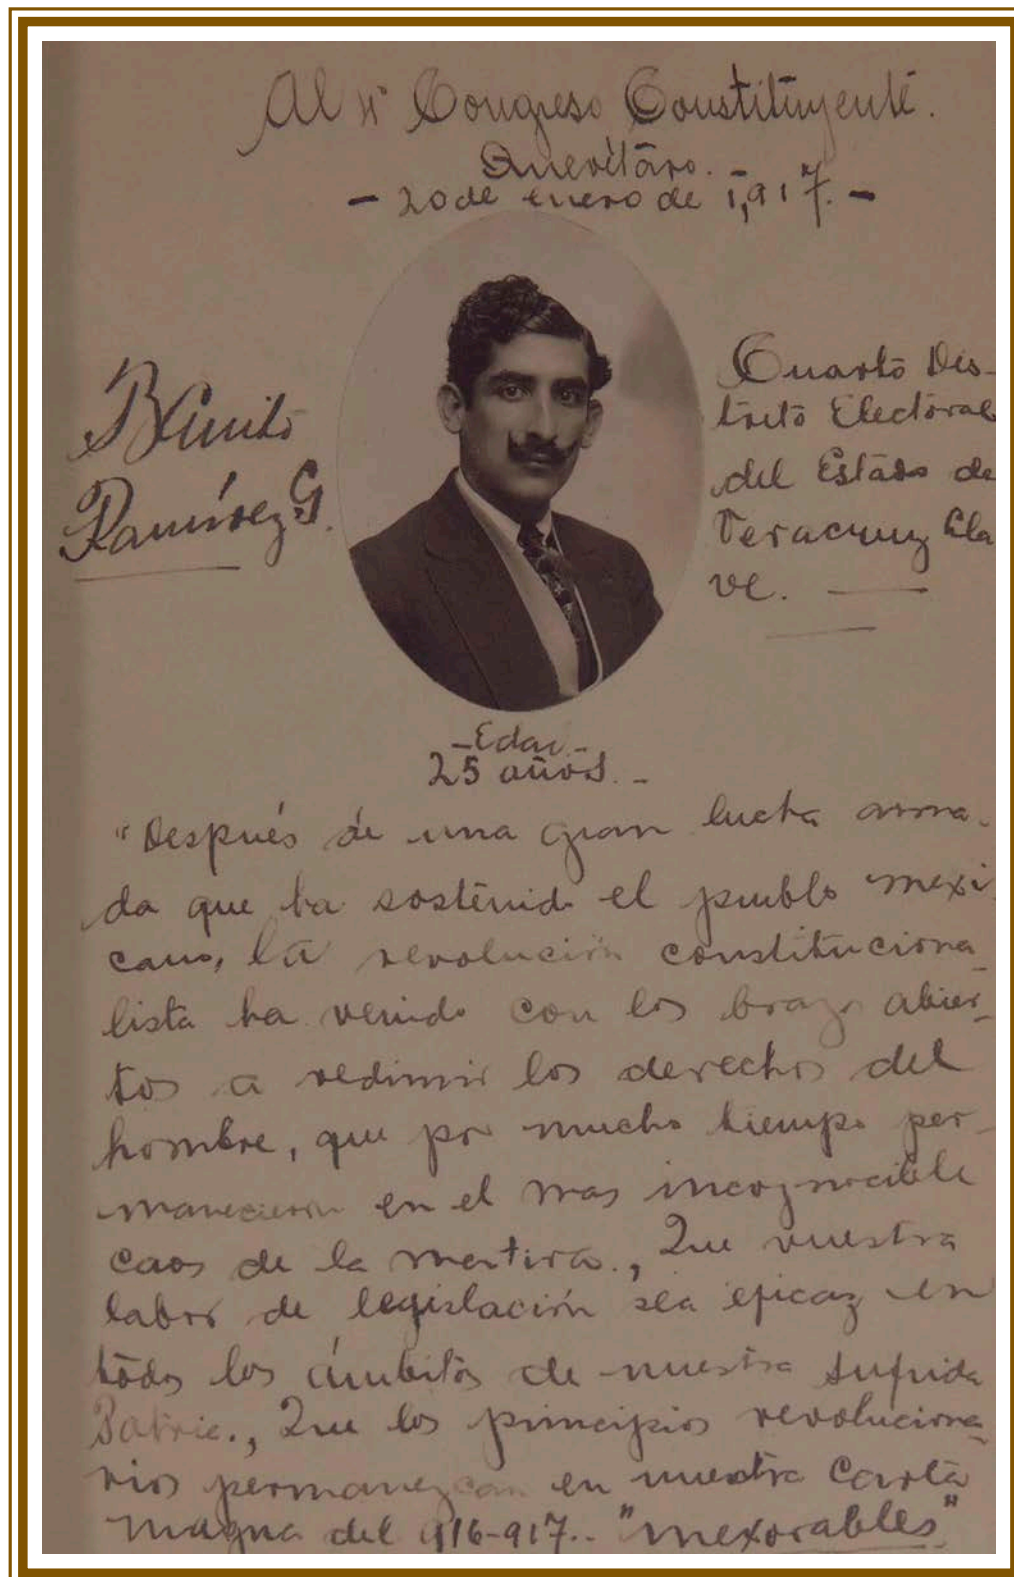 Al H. Congreso Constituyente.
Querétaro.
- 20 de enero de 1,917. -
Benito
Ramírez G.
Cuarto Dis-
trito Electoral
del Estado de
Veracruz Lla
ve.
- Edad -
25 años. -
"Después de una gran lucha arma-
da que ha sostenido el pueblo mexi
cano, la revolución constituciona-
lista ha venido con los brazos abier-
tos a redimir los derechos del
hombre, que por mucho tiempo per-
manecieron en el mas incognocible
caos de la mentira., Que nuestra
labor de legislación sea eficaz en
todos los ámbitos de nuestra sufrida
Patria., Que los principios revoluciona-
rios permanezcan en nuestra Carta
magna del 916-917.. "inexorables"